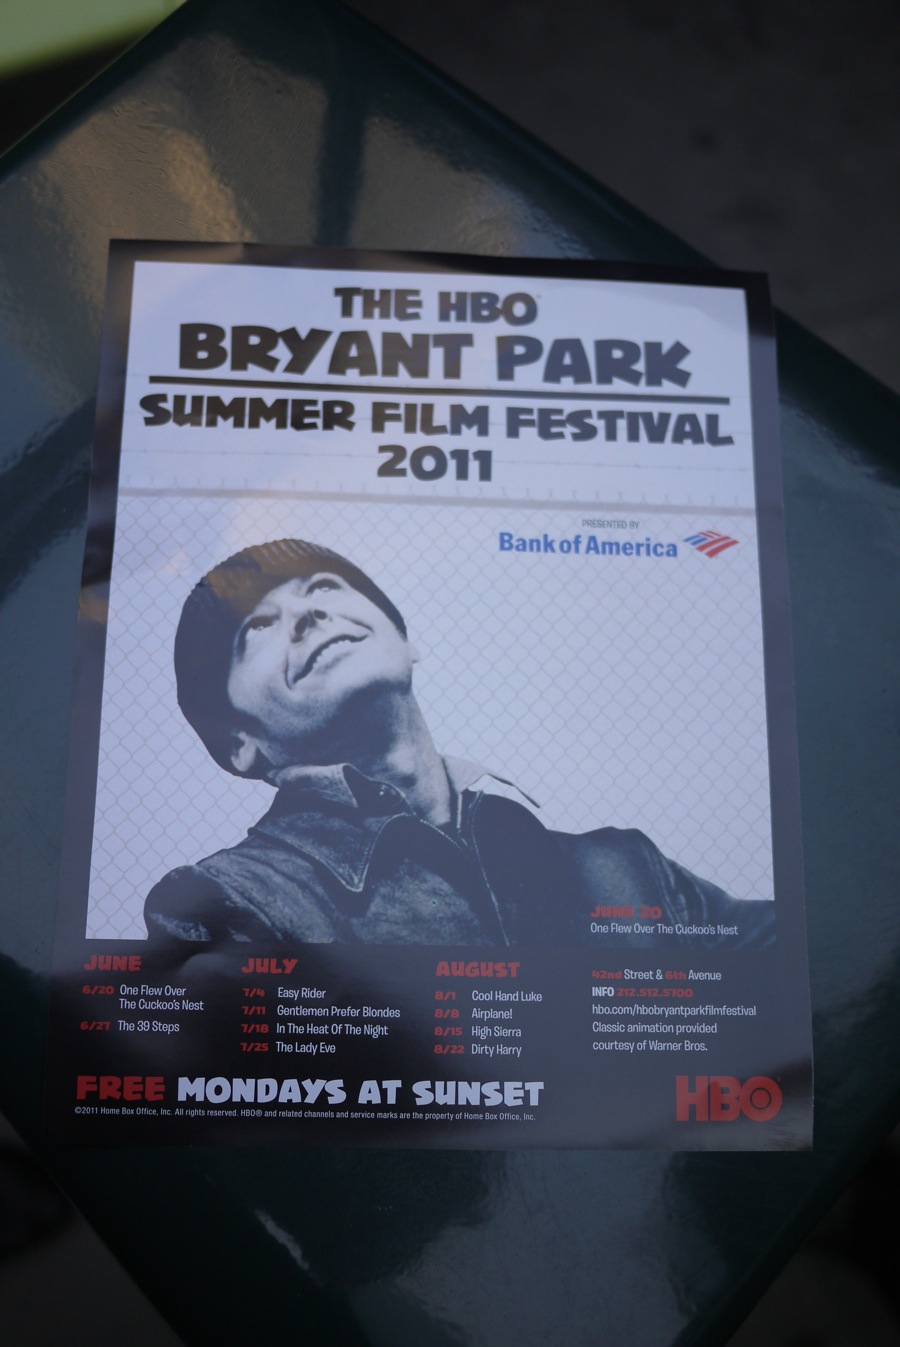 THE HBO®
BRYANT PARK
SUMMER FILM FESTIVAL
2011
PRESENTED BY
Bank of America
JUNE 20
One Flew Over The Cuckoo's Nest
JUNE
6/20 One Flew Over
The Cuckoo's Nest
6/27 The 39 Steps
JULY
7/4 Easy Rider
7/11 Gentlemen Prefer Blondes
7/18 In The Heat Of The Night
7/25 The Lady Eve
AUGUST
8/1 Cool Hand Luke
8/8 Airplane!
8/15 High Sierra
8/22 Dirty Harry
42nd Street & 6th Avenue
INFO 212.512.5700
hbo.com/hbobryantparkfilmfestival
Classic animation provided
courtesy of Warner Bros.
FREE MONDAYS AT SUNSET
HBO
©2011 Home Box Office, Inc. All rights reserved. HBO® and related channels and service marks are the property of Home Box Office, Inc.